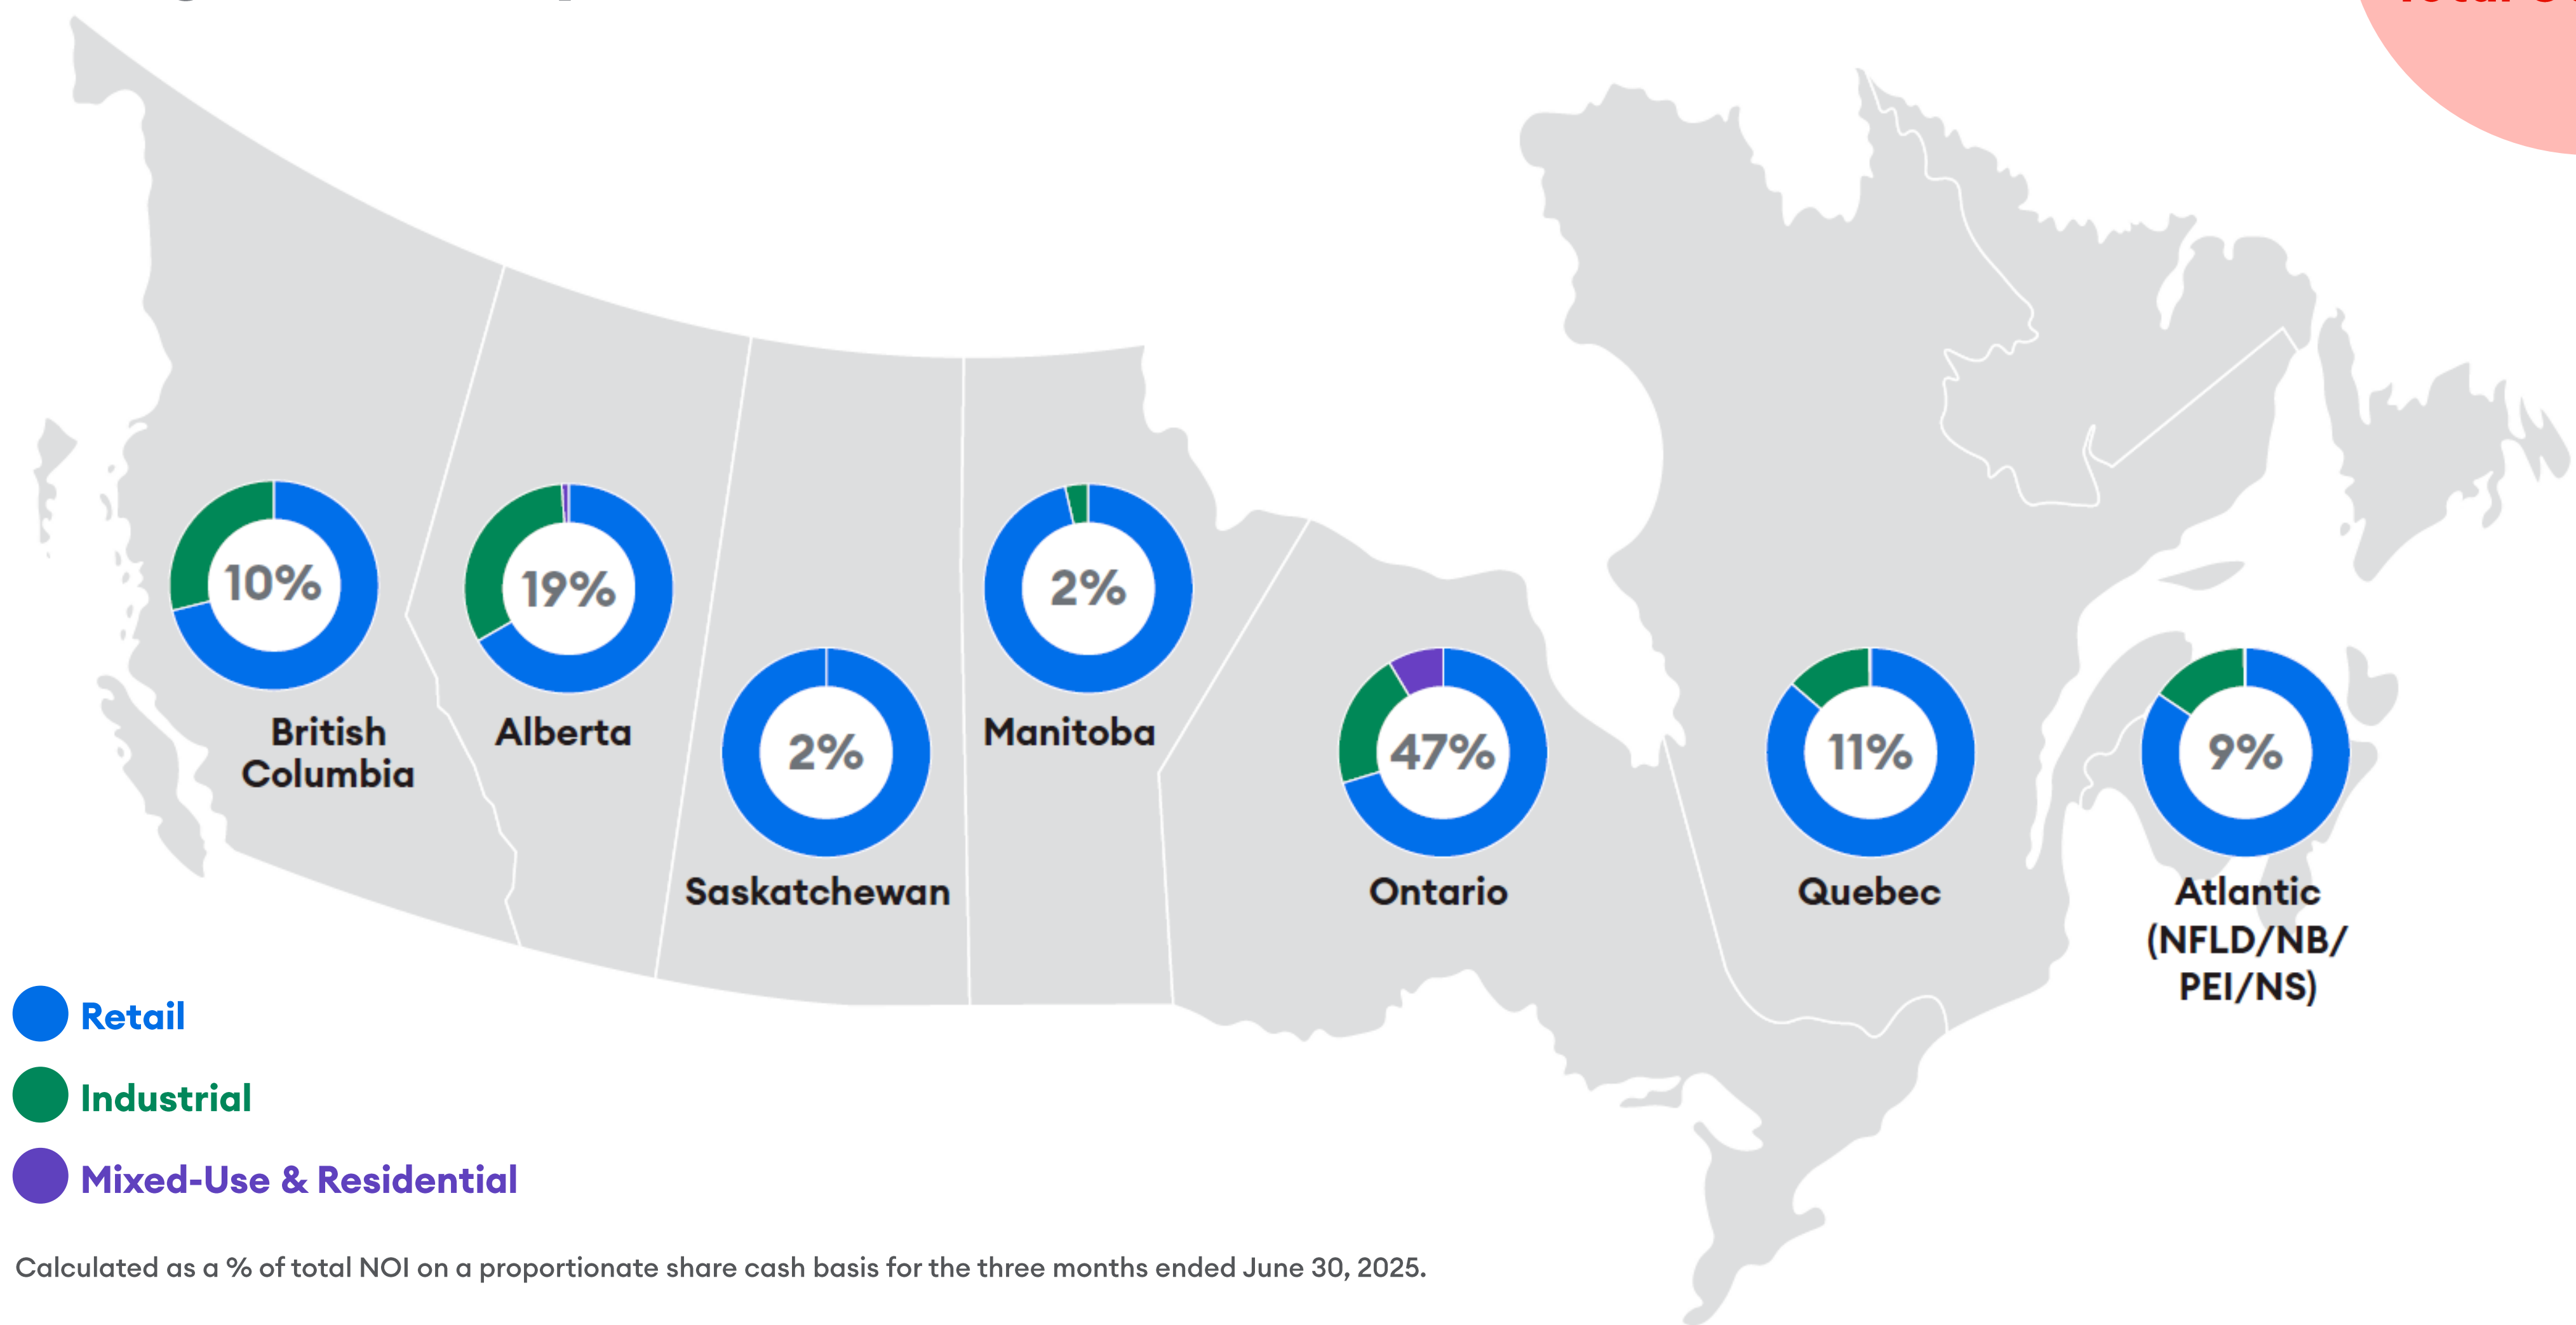 10%
British
Columbia
19%
Alberta
2%
Saskatchewan
2%
Manitoba
47%
Ontario
11%
Quebec
9%
Atlantic
(NFLD/NB/
PEI/NS)
Retail
Industrial
Mixed-Use & Residential
Calculated as a % of total NOI on a proportionate share cash basis for the three months ended June 30, 2025.